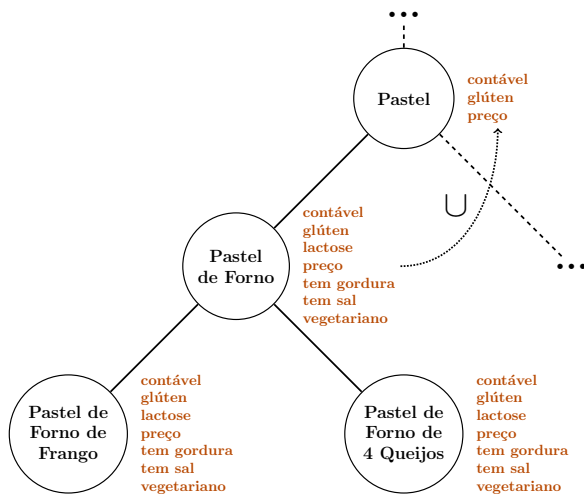 Pastel
contável
glúten
preço
∪
Pastel
de Forno
contável
glúten
lactose
preço
tem gordura
tem sal
vegetariano
Pastel de
Forno de
Frango
contável
glúten
lactose
preço
tem gordura
tem sal
vegetariano
Pastel de
Forno de
4 Queijos
contável
glúten
lactose
preço
tem gordura
tem sal
vegetariano